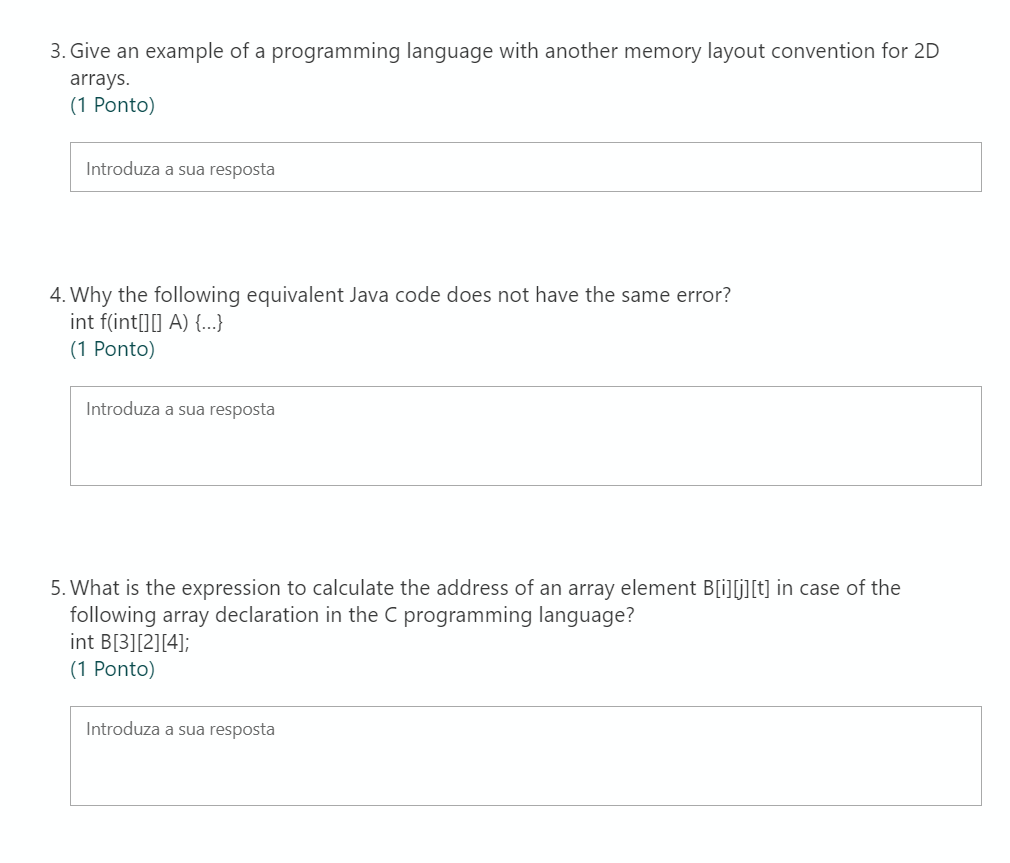 3. Give an example of a programming language with another memory layout convention for 2D
arrays.
(1 Ponto)
Introduza a sua resposta
4. Why the following equivalent Java code does not have the same error?
int f(int[][] A) {...}
(1 Ponto)
Introduza a sua resposta
5. What is the expression to calculate the address of an array element B[i][j][t] in case of the
following array declaration in the C programming language?
int B[3][2][4];
(1 Ponto)
Introduza a sua resposta